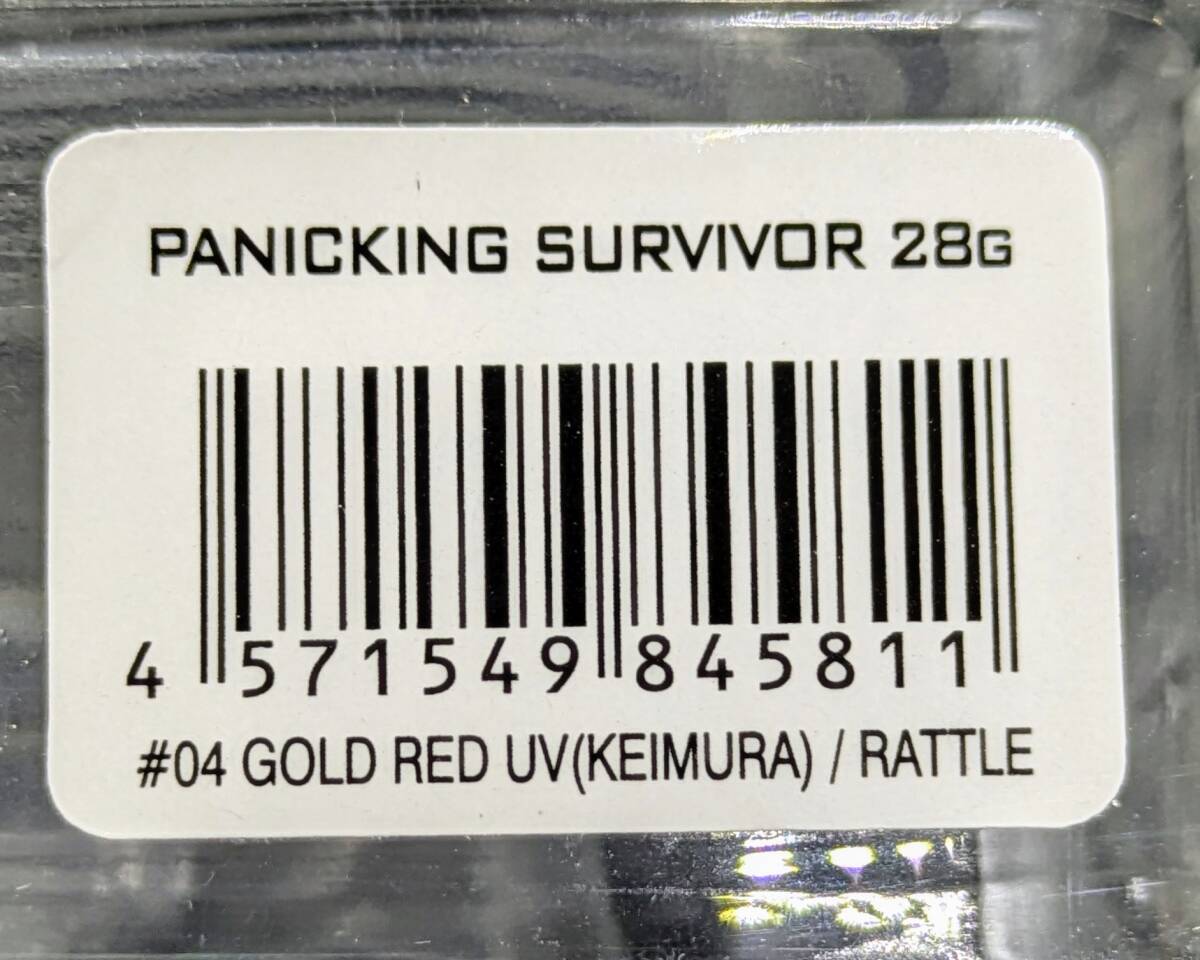 PANICKING SURVIVOR 28G
4 571549 845811
#04 GOLD RED UV(KEIMURA) / RATTLE